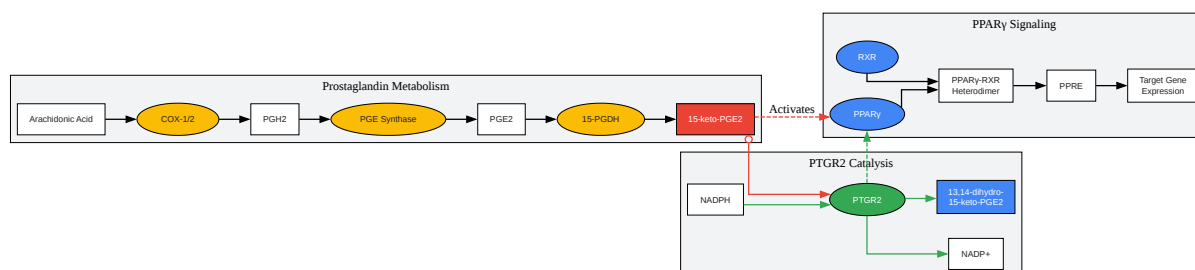 PPARγ Signaling
RXR
PPARγ-RXR
Heterodimer
PPRE
Target Gene
Expression
PPARγ
Prostaglandin Metabolism
Arachidonic Acid
COX-1/2
PGH2
PGE Synthase
PGE2
15-PGDH
15-keto-PGE2
Activates
PTGR2 Catalysis
NADPH
PTGR2
13,14-dihydro-
15-keto-PGE2
NADP+